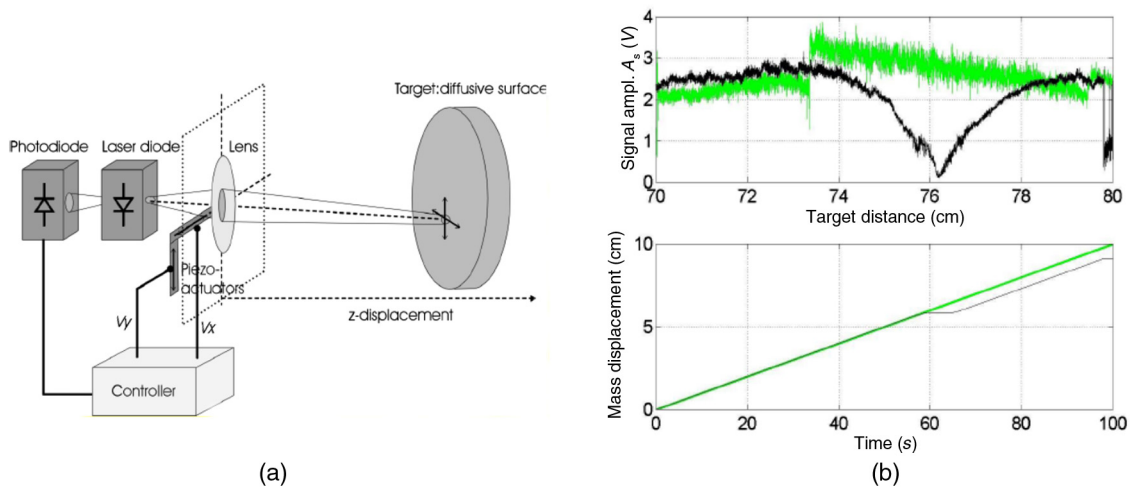 Target:diffusive surface
Photodiode
Laser diode
Lens
Piezo-
actuators
z-displacement
Vy
Vx
Controller
(a)
Signal ampl. As (V)
4
3
2
1
0
70
72
74
76
78
80
Target distance (cm)
Mass displacement (cm)
10
5
0
0
20
40
60
80
100
Time (s)
(b)